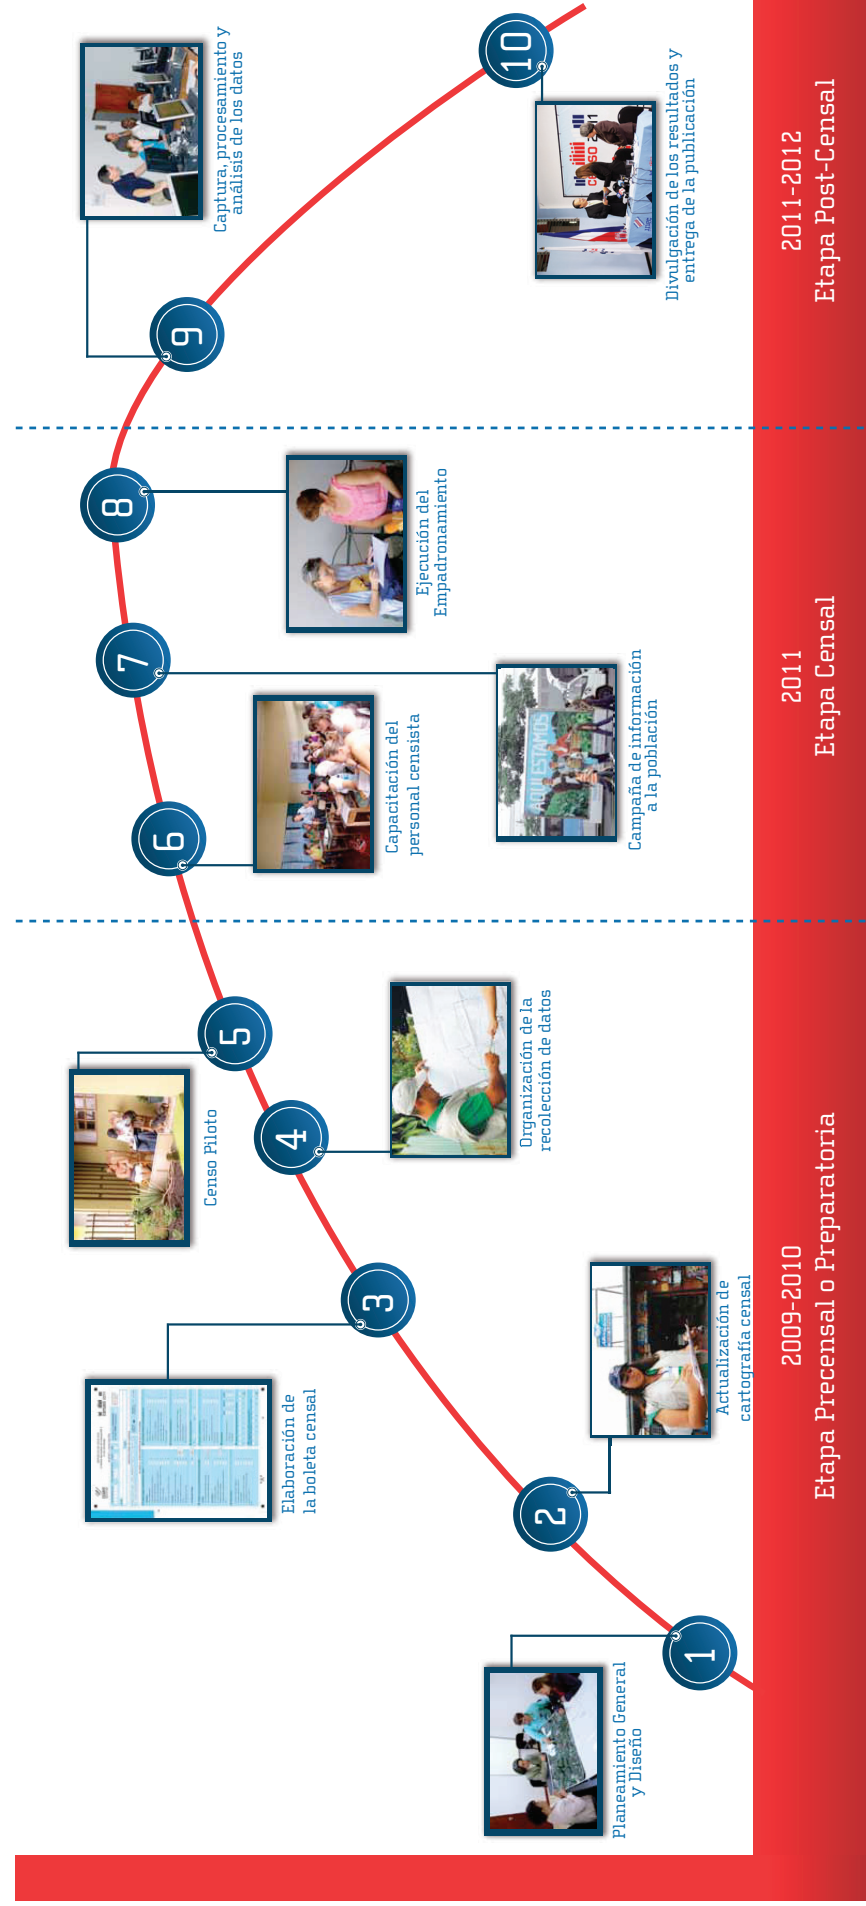 1
Planeamiento General
y Diseño
2
Actualización de
cartografía censal
3
Elaboración de
la boleta censal
4
Organización de la
recolección de datos
5
Censo Piloto
6
Capacitación del
personal censista
7
Campaña de información
a la población
AQUÍ ESTAMOS
8
Ejecución del
Empadronamiento
9
Captura, procesamiento y
análisis de los datos
10
Divulgación de los resultados y
entrega de la publicación
2009-2010
Etapa Precensal o Preparatoria
2011
Etapa Censal
2011-2012
Etapa Post-Censal